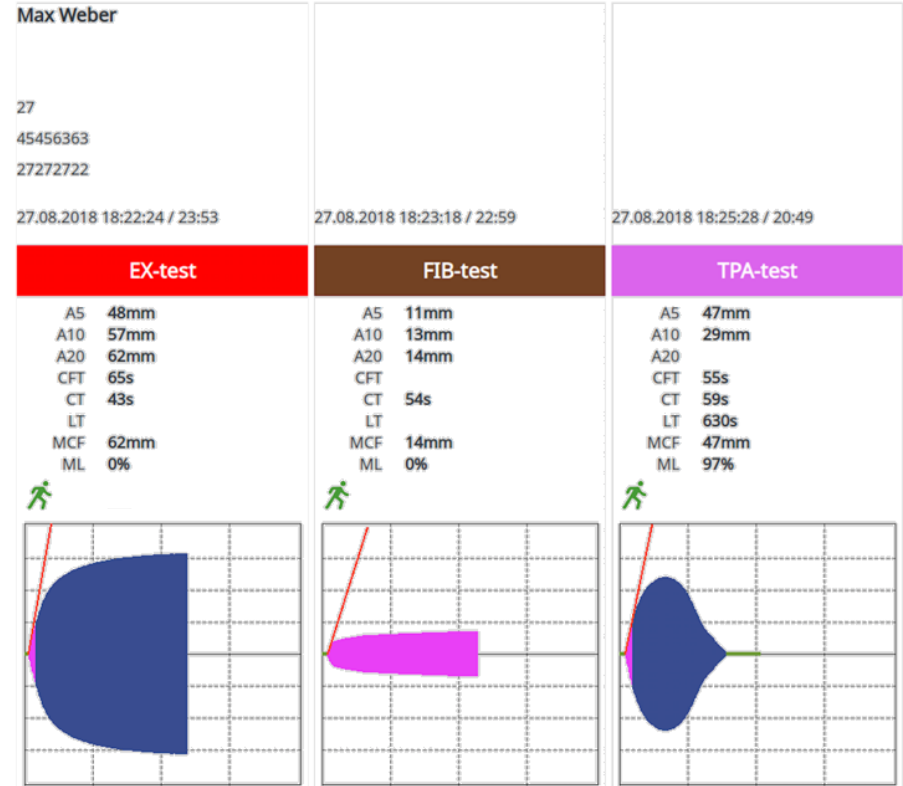 Max Weber
27
45456363
27272722
27.08.2018 18:22:24 / 23:53
27.08.2018 18:23:18 / 22:59
27.08.2018 18:25:28 / 20:49
EX-test
A5 48mm
A10 57mm
A20 62mm
CFT 65s
CT 43s
LT
MCF 62mm
ML 0%
FIB-test
A5 11mm
A10 13mm
A20 14mm
CFT
CT 54s
LT
MCF 14mm
ML 0%
TPA-test
A5 47mm
A10 29mm
A20
CFT 55s
CT 59s
LT 630s
MCF 47mm
ML 97%